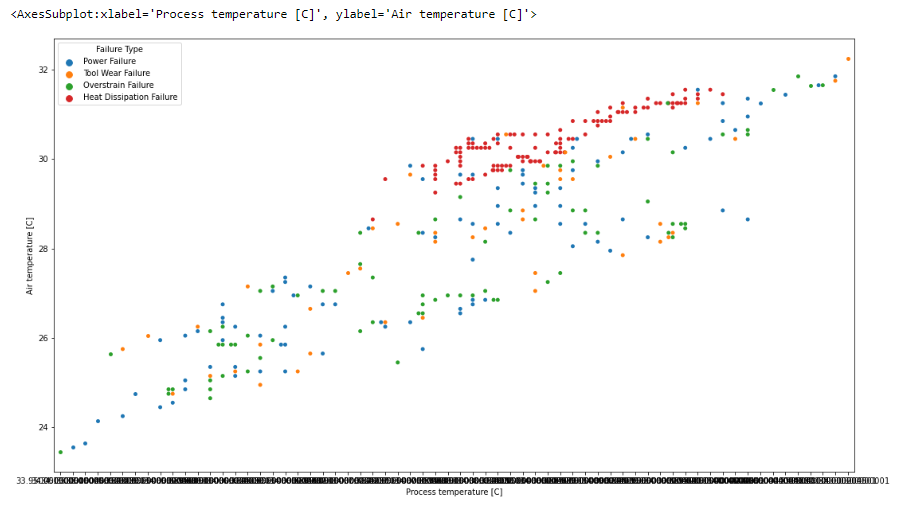 <AxesSubplot:xlabel='Process temperature [C]', ylabel='Air temperature [C]'>
Failure Type
Power Failure
Tool Wear Failure
Overstrain Failure
Heat Dissipation Failure
32
30
28
26
24
Air temperature [C]
Process temperature [C]